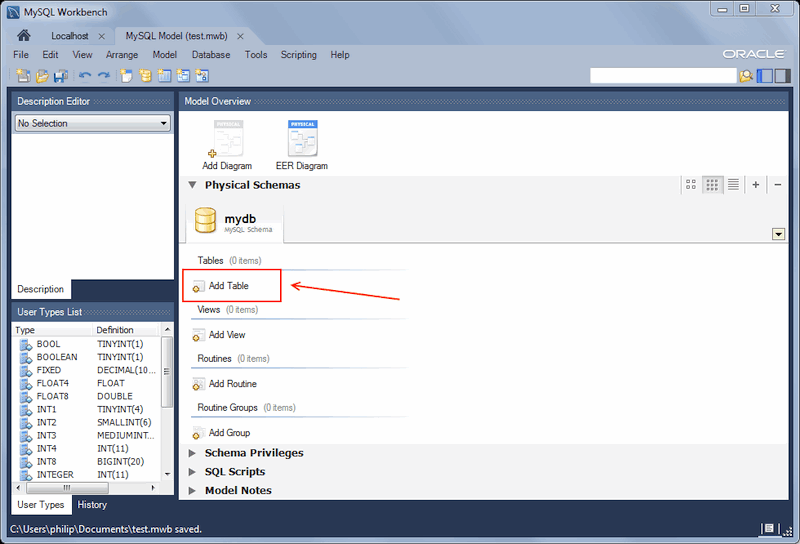 MySQL Workbench
Localhost
MySQL Model (test.mwb)
File Edit View Arrange Model Database Tools Scripting Help
ORACLE
Description Editor
No Selection
Description
User Types List
Type Definition
BOOL TINYINT(1)
BOOLEAN TINYINT(1)
FIXED DECIMAL(10...
FLOAT4 FLOAT
FLOAT8 DOUBLE
INT1 TINYINT(4)
INT2 SMALLINT(6)
INT3 MEDIUMINT...
INT4 INT(11)
INT8 BIGINT(20)
INTEGER INT(11)
User Types History
Model Overview
PHYSICAL PHYSICAL
Add Diagram EER Diagram
Physical Schemas
mydb
MySQL Schema
Tables (0 items)
Add Table
Views (0 items)
Add View
Routines (0 items)
Add Routine
Routine Groups (0 items)
Add Group
Schema Privileges
SQL Scripts
Model Notes
C:\Users\philip\Documents\test.mwb saved.